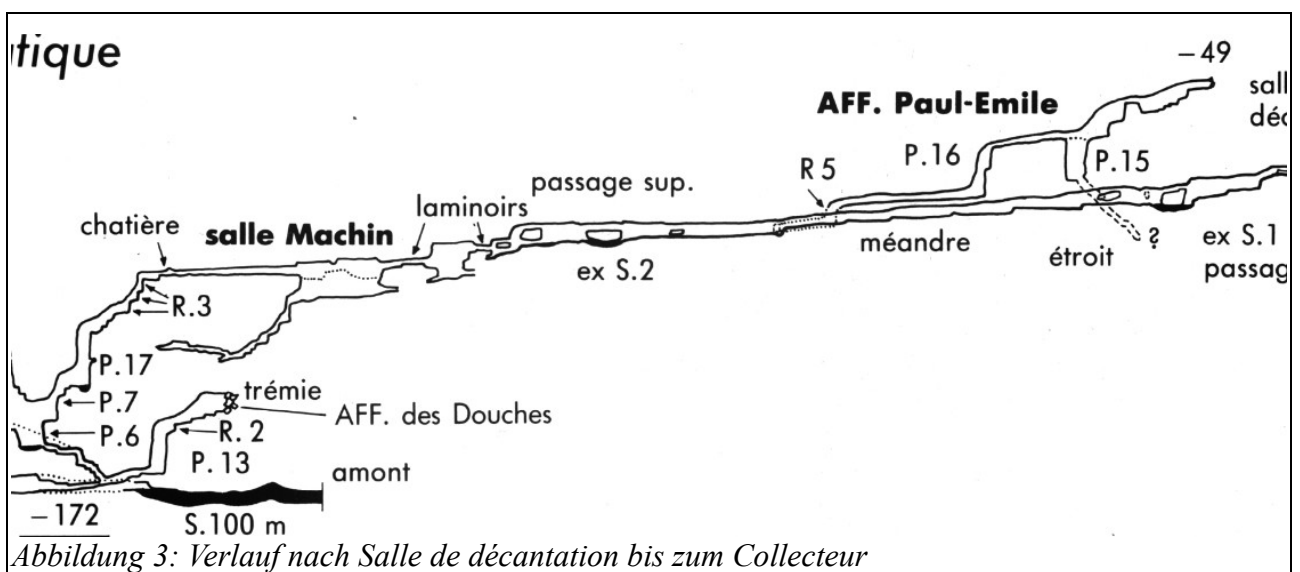 tique
– 49
sall
AFF. Paul-Emile
déc
P.16
P.15
R 5
passage sup.
laminoirs
chatière
salle Machin
méandre
?
ex S.1
ex S.2
étroit
passag
R.3
P.17
trémie
P.7
AFF. des Douches
P.6
R. 2
P. 13
amont
– 172
S.100 m
Abbildung 3: Verlauf nach Salle de décantation bis zum Collecteur